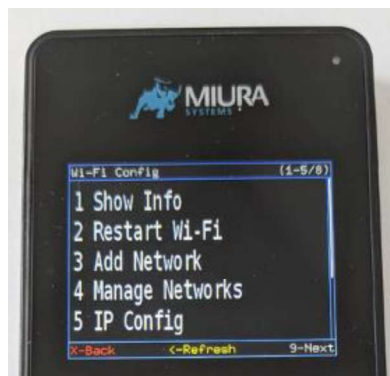 MIURA
SYSTEMS
Wi-Fi Config (1-5/8)
1 Show Info
2 Restart Wi-Fi
3 Add Network
4 Manage Networks
5 IP Config
X-Back <-Refresh 9-Next